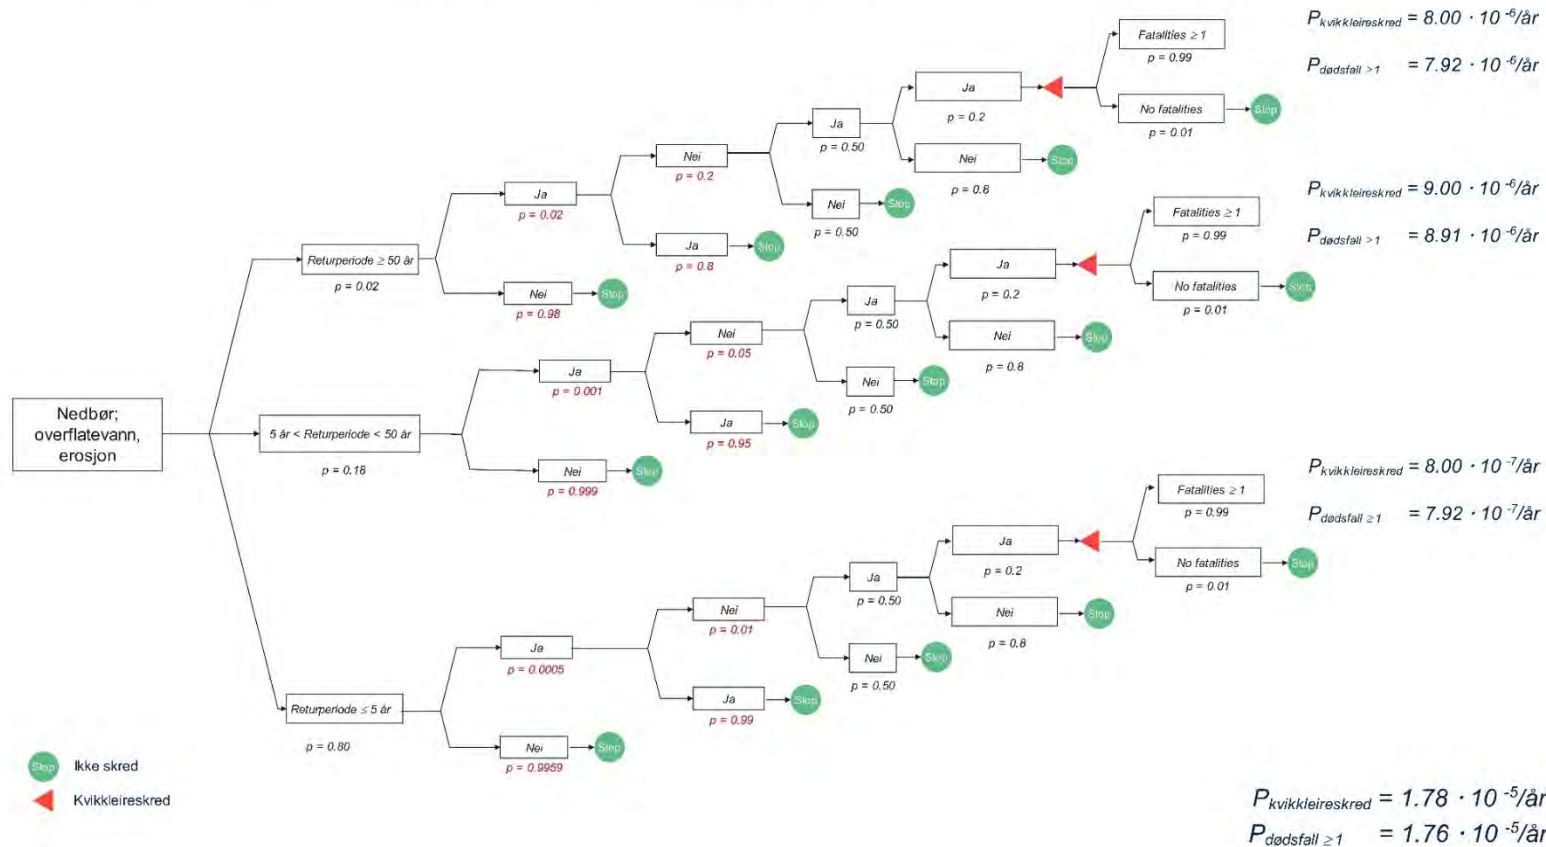 Nedbør;
overflatevann,
erosjon
Returperiode ≥ 50 år
p = 0.02
Ja
p = 0.02
Nei
p = 0.98
Stop
Nei
p = 0.2
Ja
p = 0.8
Stop
Ja
p = 0.50
Nei
p = 0.50
Stop
Ja
p = 0.2
Nei
p = 0.8
Stop
Fatalities ≥ 1
p = 0.99
No fatalities
p = 0.01
Stop
P kvikkleireskred = 8.00 · 10 -6/år
P dødsfall >1 = 7.92 · 10 -6/år
5 år < Returperiode < 50 år
p = 0.18
Ja
p = 0.001
Nei
p = 0.999
Stop
Nei
p = 0.05
Ja
p = 0.95
Stop
Ja
p = 0.50
Nei
p = 0.50
Stop
Ja
p = 0.2
Nei
p = 0.8
Stop
Fatalities ≥ 1
p = 0.99
No fatalities
p = 0.01
Stop
P kvikkleireskred = 9.00 · 10 -6/år
P dødsfall >1 = 8.91 · 10 -6/år
Returperiode ≤ 5 år
p = 0.80
Ja
p = 0.0005
Nei
p = 0.9959
Stop
Nei
p = 0.01
Ja
p = 0.99
Stop
Ja
p = 0.50
Nei
p = 0.50
Stop
Ja
p = 0.2
Nei
p = 0.8
Stop
Fatalities ≥ 1
p = 0.99
No fatalities
p = 0.01
Stop
P kvikkleireskred = 8.00 · 10 -7/år
P dødsfall ≥ 1 = 7.92 · 10 -7/år
Stop Ikke skred
Kvikkleireskred
P kvikkleireskred = 1.78 · 10 -5/år
P dødsfall ≥ 1 = 1.76 · 10 -5/år